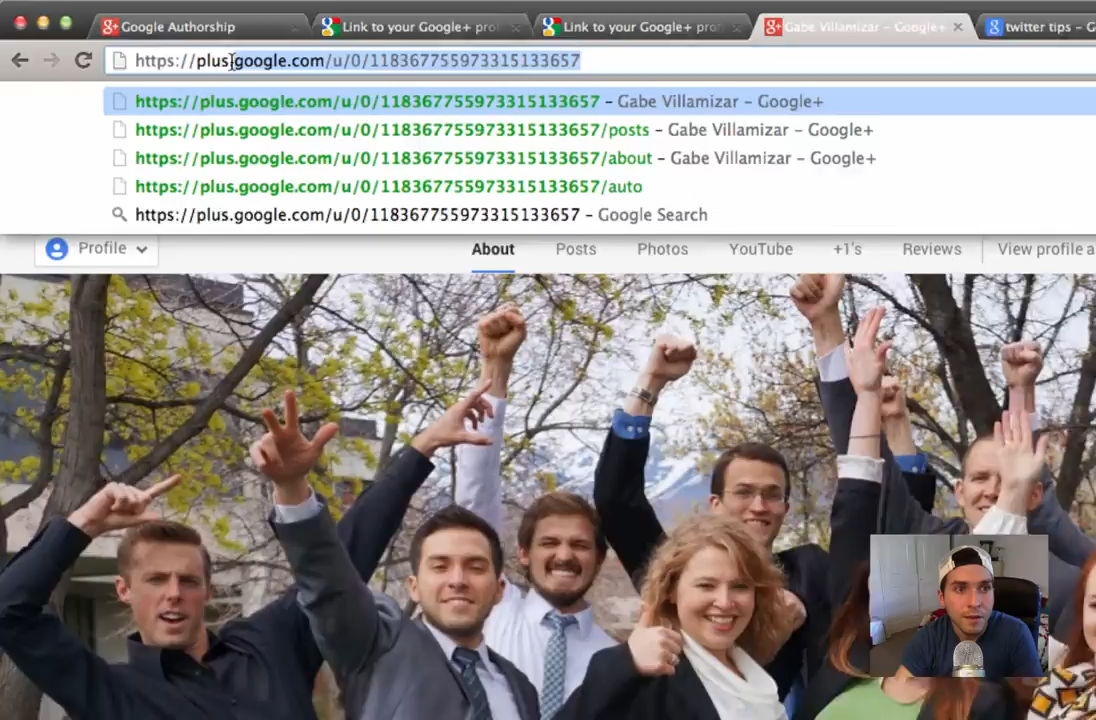 Google Authorship
Link to your Google+ pro
Link to your Google+ pro
Gabe Villamizar - Google+
twitter tips - G
https://plus.google.com/u/0/118367755973315133657
https://plus.google.com/u/0/118367755973315133657 - Gabe Villamizar - Google+
https://plus.google.com/u/0/118367755973315133657/posts - Gabe Villamizar - Google+
https://plus.google.com/u/0/118367755973315133657/about - Gabe Villamizar - Google+
https://plus.google.com/u/0/118367755973315133657/auto
https://plus.google.com/u/0/118367755973315133657 - Google Search
Profile
About
Posts
Photos
YouTube
+1's
Reviews
View profile a